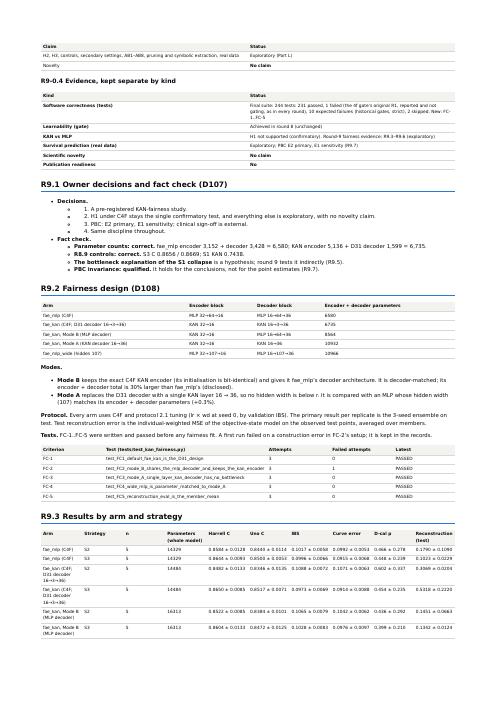 Claim Status
H2, H3, controls, secondary settings, AB1–AB8, pruning and symbolic extraction, real data Exploratory (Part L)
Novelty No claim
R9-0.4 Evidence, kept separate by kind
Kind Status
Software correctness (tests) Final suite: 244 tests: 231 passed, 1 failed (the 4f gate's original R1, reported and not
gating, as in every round), 10 expected failures (historical gates, strict), 2 skipped. New: FC-
1..FC-5
Learnability (gate) Achieved in round 8 (unchanged)
KAN vs MLP H1 not supported (confirmatory). Round-9 fairness evidence: R9.3–R9.6 (exploratory)
Survival prediction (real data) Exploratory; PBC E2 primary, E1 sensitivity (R9.7)
Scientific novelty No claim
Publication readiness No
R9.1 Owner decisions and fact check (D107)
• Decisions.
1. A pre-registered KAN-fairness study.
2. H1 under C4F stays the single confirmatory test, and everything else is exploratory, with no novelty claim.
3. PBC: E2 primary, E1 sensitivity; clinical sign-off is external.
4. Same discipline throughout.
• Fact check.
Parameter counts: correct. fae_mlp encoder 3,152 + decoder 3,428 = 6,580; KAN encoder 5,136 + D31 decoder 1,599 = 6,735.
R8.9 controls: correct. S3 C 0.8656 / 0.8669; S1 KAN 0.7438.
The bottleneck explanation of the S1 collapse is a hypothesis; round 9 tests it indirectly (R9.5).
PBC invariance: qualified. It holds for the conclusions, not for the point estimates (R9.7).
R9.2 Fairness design (D108)
Arm Encoder block Decoder block Encoder + decoder parameters
fae_mlp (C4F) MLP 32→64→16 MLP 16→64→36 6580
fae_kan (C4F; D31 decoder 16→3→36) KAN 32→16 KAN 16→3→36 6735
fae_kan, Mode B (MLP decoder) KAN 32→16 MLP 16→64→36 8564
fae_kan, Mode A (KAN decoder 16→36) KAN 32→16 KAN 16→36 10932
fae_mlp_wide (hidden 107) MLP 32→107→16 MLP 16→107→36 10966
Modes.
• Mode B keeps the exact C4F KAN encoder (its initialisation is bit-identical) and gives it fae_mlp's decoder architecture. It is decoder-matched; its
encoder + decoder total is 30% larger than fae_mlp's (disclosed).
• Mode A replaces the D31 decoder with a single KAN layer 16 → 36, so no hidden width is below r. It is compared with an MLP whose hidden width
(107) matches its encoder + decoder parameters (+0.3%).
Protocol. Every arm uses C4F and protocol 2.1 tuning (lr × wd at seed 0, by validation IBS). The primary result per replicate is the 3-seed ensemble on
test. Test reconstruction error is the individual-weighted MSE of the objective-state model on the observed test points, averaged over members.
Tests. FC-1..FC-5 were written and passed before any fairness fit. A first run failed on a construction error in FC-2's setup; it is kept in the records.
Criterion Test (tests/test_kan_fairness.py) Attempts Failed attempts Latest
FC-1 test_FC1_default_fae_kan_is_the_D31_design 3 0 PASSED
FC-2 test_FC2_mode_B_shares_the_mlp_decoder_and_keeps_the_kan_encoder 3 1 PASSED
FC-3 test_FC3_mode_A_single_layer_kan_decoder_has_no_bottleneck 3 0 PASSED
FC-4 test_FC4_wide_mlp_is_parameter_matched_to_mode_A 3 0 PASSED
FC-5 test_FC5_reconstruction_eval_is_the_member_mean 3 0 PASSED
R9.3 Results by arm and strategy
Arm Strategy n Parameters Harrell C Uno C IBS Curve error D-cal p Reconstruction
(whole model) (test)
fae_mlp (C4F) S2 5 14329 0.8584 ± 0.0128 0.8440 ± 0.0114 0.1017 ± 0.0058 0.0992 ± 0.0053 0.466 ± 0.278 0.1790 ± 0.1090
fae_mlp (C4F) S3 5 14329 0.8644 ± 0.0093 0.8500 ± 0.0053 0.0996 ± 0.0066 0.0915 ± 0.0068 0.448 ± 0.239 0.1023 ± 0.0229
fae_kan (C4F; S2 5 14484 0.8482 ± 0.0133 0.8346 ± 0.0135 0.1088 ± 0.0072 0.1071 ± 0.0063 0.602 ± 0.337 0.3069 ± 0.0204
D31 decoder
16→3→36)
fae_kan (C4F; S3 5 14484 0.8650 ± 0.0085 0.8517 ± 0.0071 0.0973 ± 0.0069 0.0914 ± 0.0088 0.454 ± 0.235 0.5318 ± 0.2220
D31 decoder
16→3→36)
fae_kan, Mode B S2 5 16313 0.8522 ± 0.0085 0.8384 ± 0.0101 0.1065 ± 0.0079 0.1042 ± 0.0062 0.436 ± 0.292 0.1451 ± 0.0663
(MLP decoder)
fae_kan, Mode B S3 5 16313 0.8604 ± 0.0133 0.8472 ± 0.0125 0.1028 ± 0.0083 0.0976 ± 0.0097 0.399 ± 0.210 0.1342 ± 0.0124
(MLP decoder)